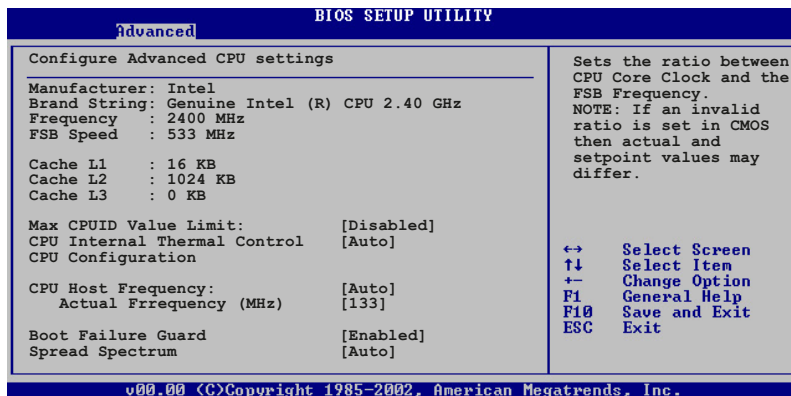 BIOS SETUP UTILITY
Advanced
Configure Advanced CPU settings
Manufacturer: Intel
Brand String: Genuine Intel (R) CPU 2.40 GHz
Frequency : 2400 MHz
FSB Speed : 533 MHz
Cache L1 : 16 KB
Cache L2 : 1024 KB
Cache L3 : 0 KB
Max CPUID Value Limit: [Disabled]
CPU Internal Thermal Control [Auto]
CPU Configuration
CPU Host Frequency: [Auto]
Actual Frrequency (MHz) [133]
Boot Failure Guard [Enabled]
Spread Spectrum [Auto]
Sets the ratio between
CPU Core Clock and the
FSB Frequency.
NOTE: If an invalid
ratio is set in CMOS
then actual and
setpoint values may
differ.
←→ Select Screen
↑↓ Select Item
+- Change Option
F1 General Help
F10 Save and Exit
ESC Exit
v00.00 (C)Copyright 1985-2002, American Megatrends, Inc.